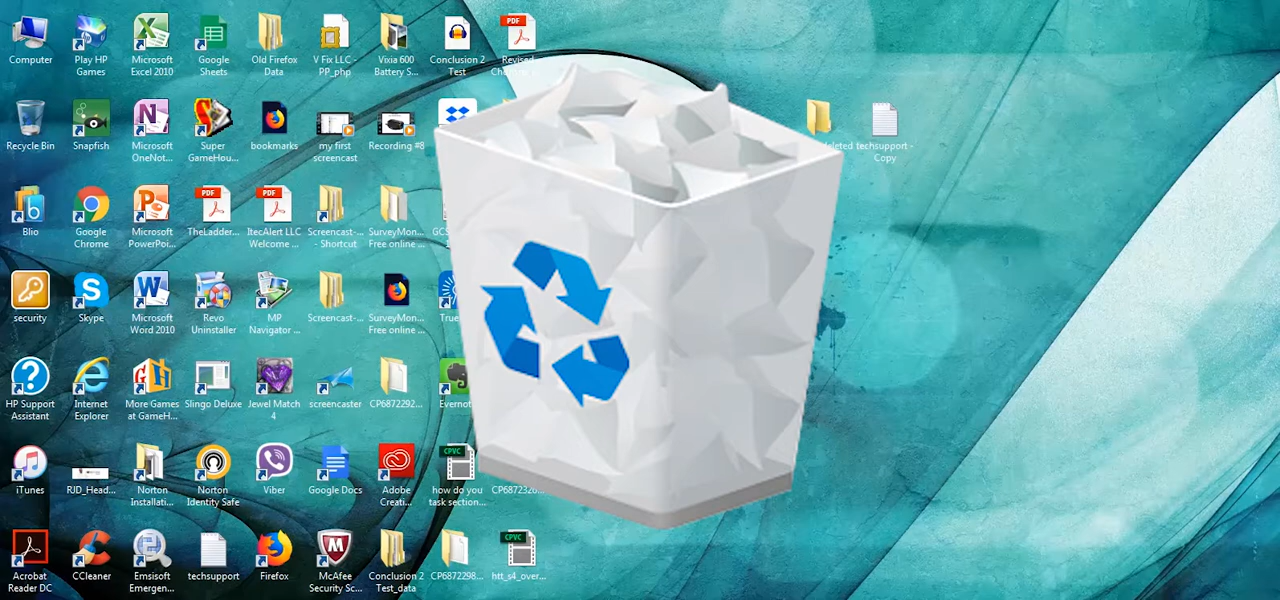 Computer
Play HP
Games
Microsoft
Excel 2010
Google
Sheets
Old Firefox
Data
V Fix LLC -
PP_php
Vixia 600
Battery S...
Conclusion 2
Test
PDF
Revised
Recycle Bin
Snapfish
Microsoft
OneNot...
Super
GameHou...
bookmarks
my first
screencast
Recording #8
techsupport -
Copy
Blio
Google
Chrome
Microsoft
PowerPoi...
PDF
TheLadder...
PDF
ItecAlert LLC
Welcome ...
Screencast-...
- Shortcut
SurveyMon...
Free online ...
security
Skype
Microsoft
Word 2010
Revo
Uninstaller
MP
Navigator ...
Screencast-...
SurveyMon...
Free online ...
True
HP Support
Assistant
Internet
Explorer
More Games
at GameH...
Slingo Deluxe
Jewel Match
4
screencaster
CP6872292...
Evernot
iTunes
RJD_Head...
Norton
Installati...
Norton
Identity Safe
Viber
Google Docs
Adobe
Creati...
CPVC
how do you
task section...
Acrobat
Reader DC
CCleaner
Emsisoft
Emergen...
techsupport
Firefox
McAfee
Security Sc...
Conclusion 2
Test_data
CP6872298...
CPVC
htt_s4_over...